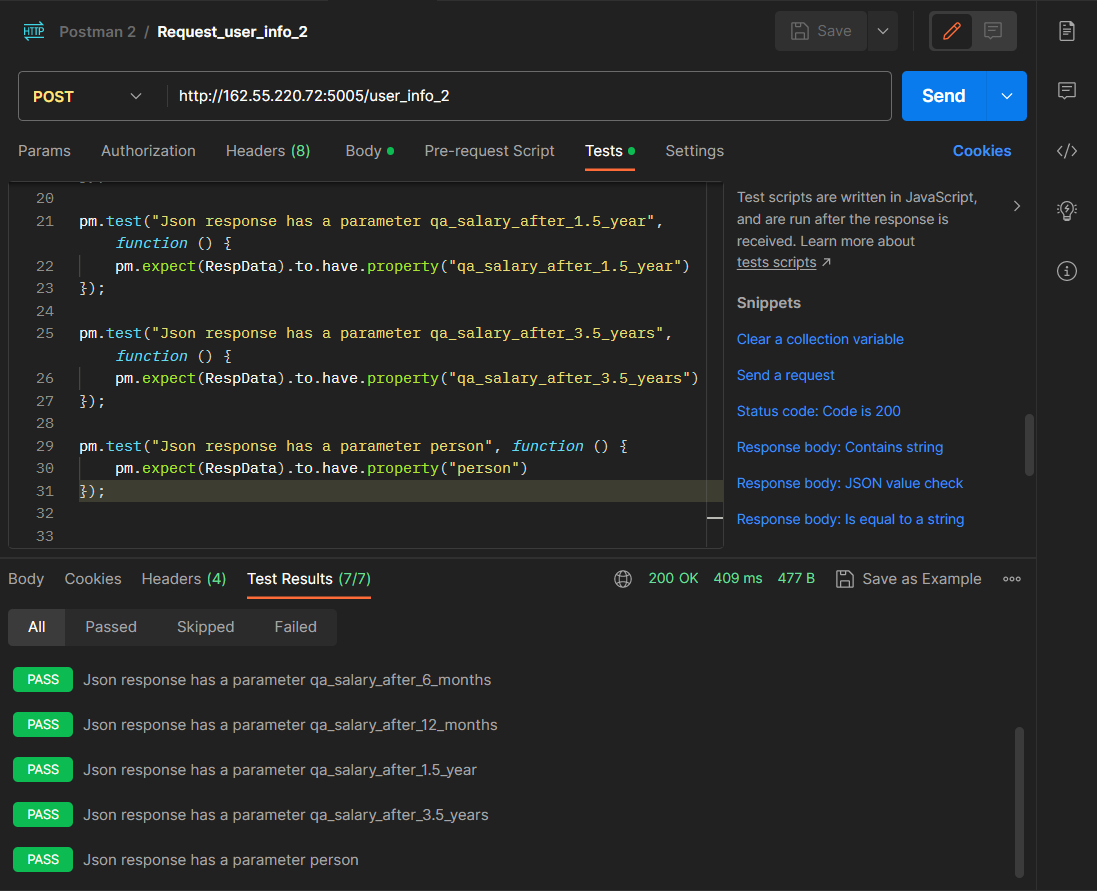 HTTP Postman 2 / Request_user_info_2 Save
POST http://162.55.220.72:5005/user_info_2 Send
Params Authorization Headers (8) Body Pre-request Script Tests Settings Cookies
20
21 pm.test("Json response has a parameter qa_salary_after_1.5_year",
function () {
22 pm.expect(RespData).to.have.property("qa_salary_after_1.5_year")
23 });
24
25 pm.test("Json response has a parameter qa_salary_after_3.5_years",
function () {
26 pm.expect(RespData).to.have.property("qa_salary_after_3.5_years")
27 });
28
29 pm.test("Json response has a parameter person", function () {
30 pm.expect(RespData).to.have.property("person")
31 });
32
33
Test scripts are written in JavaScript,
and are run after the response is
received. Learn more about
tests scripts ↗
Snippets
Clear a collection variable
Send a request
Status code: Code is 200
Response body: Contains string
Response body: JSON value check
Response body: Is equal to a string
Body Cookies Headers (4) Test Results (7/7) 200 OK 409 ms 477 B Save as Example
All Passed Skipped Failed
PASS Json response has a parameter qa_salary_after_6_months
PASS Json response has a parameter qa_salary_after_12_months
PASS Json response has a parameter qa_salary_after_1.5_year
PASS Json response has a parameter qa_salary_after_3.5_years
PASS Json response has a parameter person